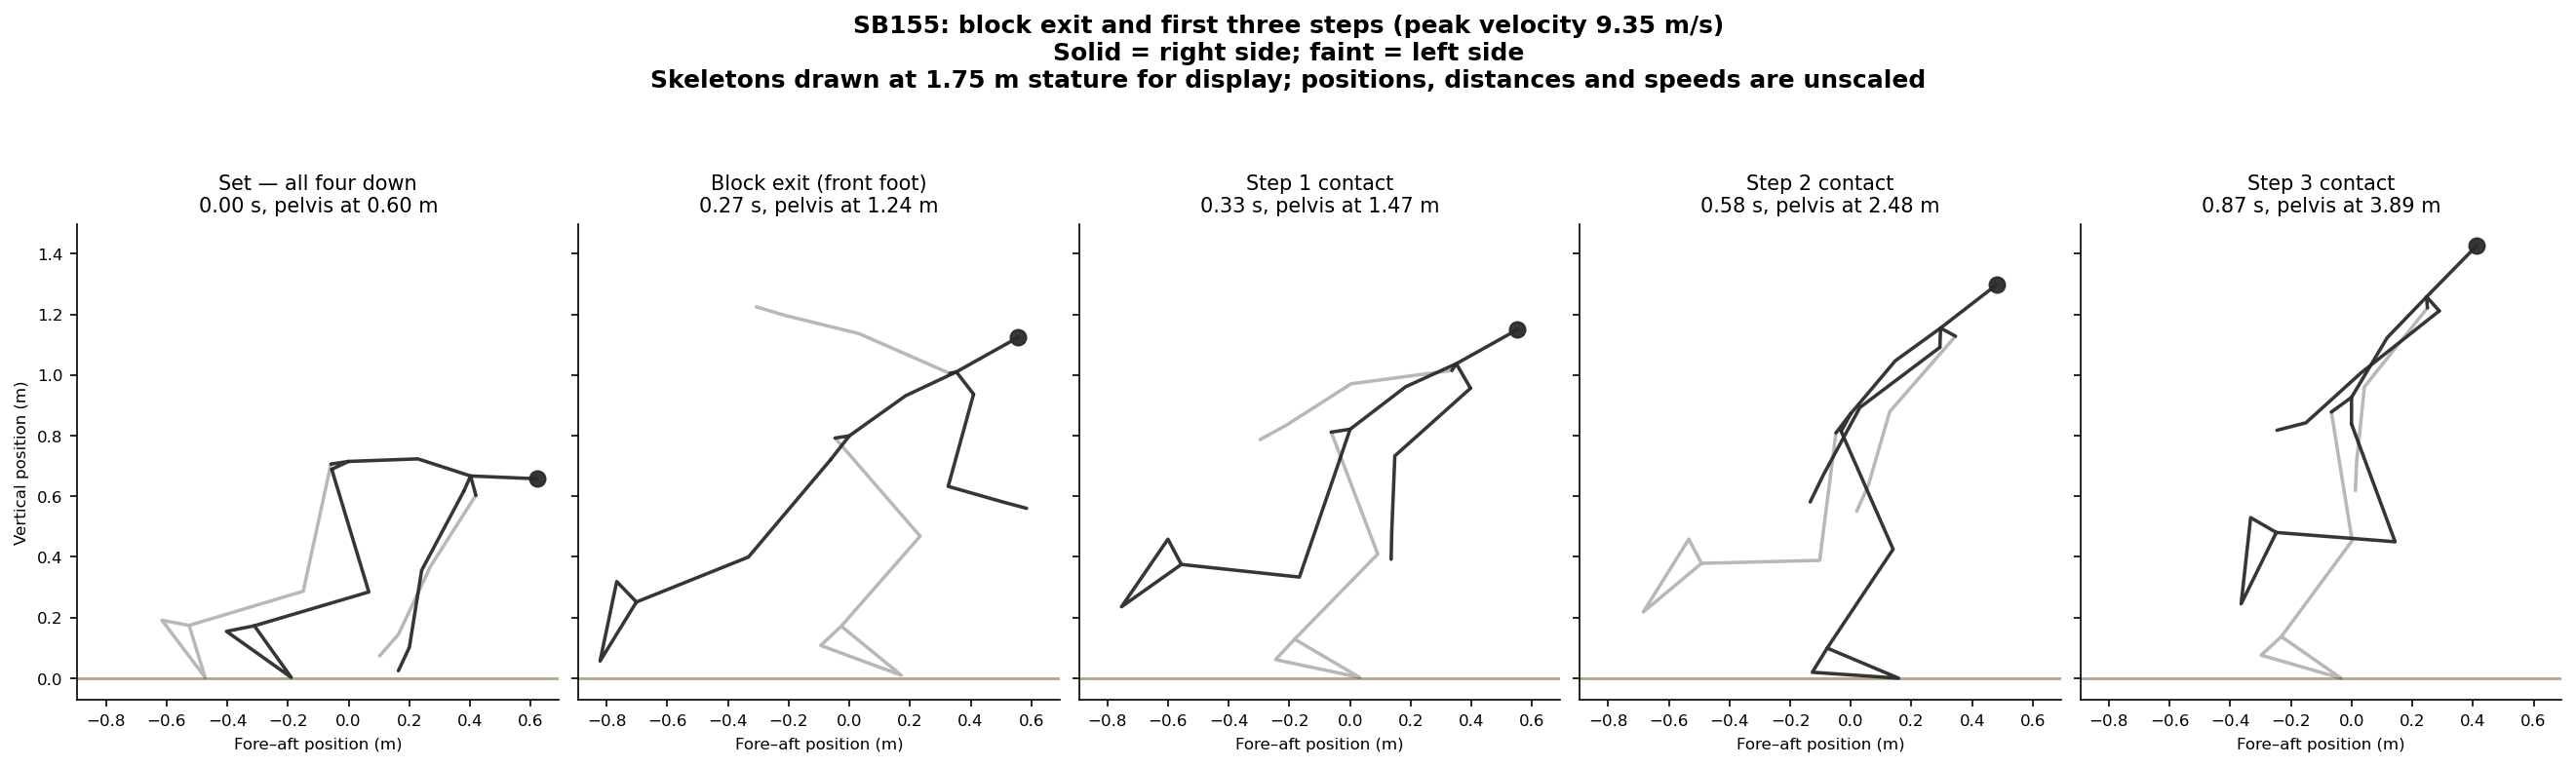 SB155: block exit and first three steps (peak velocity 9.35 m/s)
Solid = right side; faint = left side
Skeletons drawn at 1.75 m stature for display; positions, distances and speeds are unscaled
Set — all four down
0.00 s, pelvis at 0.60 m
Block exit (front foot)
0.27 s, pelvis at 1.24 m
Step 1 contact
0.33 s, pelvis at 1.47 m
Step 2 contact
0.58 s, pelvis at 2.48 m
Step 3 contact
0.87 s, pelvis at 3.89 m
Vertical position (m)
1.4
1.2
1.0
0.8
0.6
0.4
0.2
0.0
−0.8 −0.6 −0.4 −0.2 0.0 0.2 0.4 0.6
−0.8 −0.6 −0.4 −0.2 0.0 0.2 0.4 0.6
−0.8 −0.6 −0.4 −0.2 0.0 0.2 0.4 0.6
−0.8 −0.6 −0.4 −0.2 0.0 0.2 0.4 0.6
−0.8 −0.6 −0.4 −0.2 0.0 0.2 0.4 0.6
Fore–aft position (m)
Fore–aft position (m)
Fore–aft position (m)
Fore–aft position (m)
Fore–aft position (m)